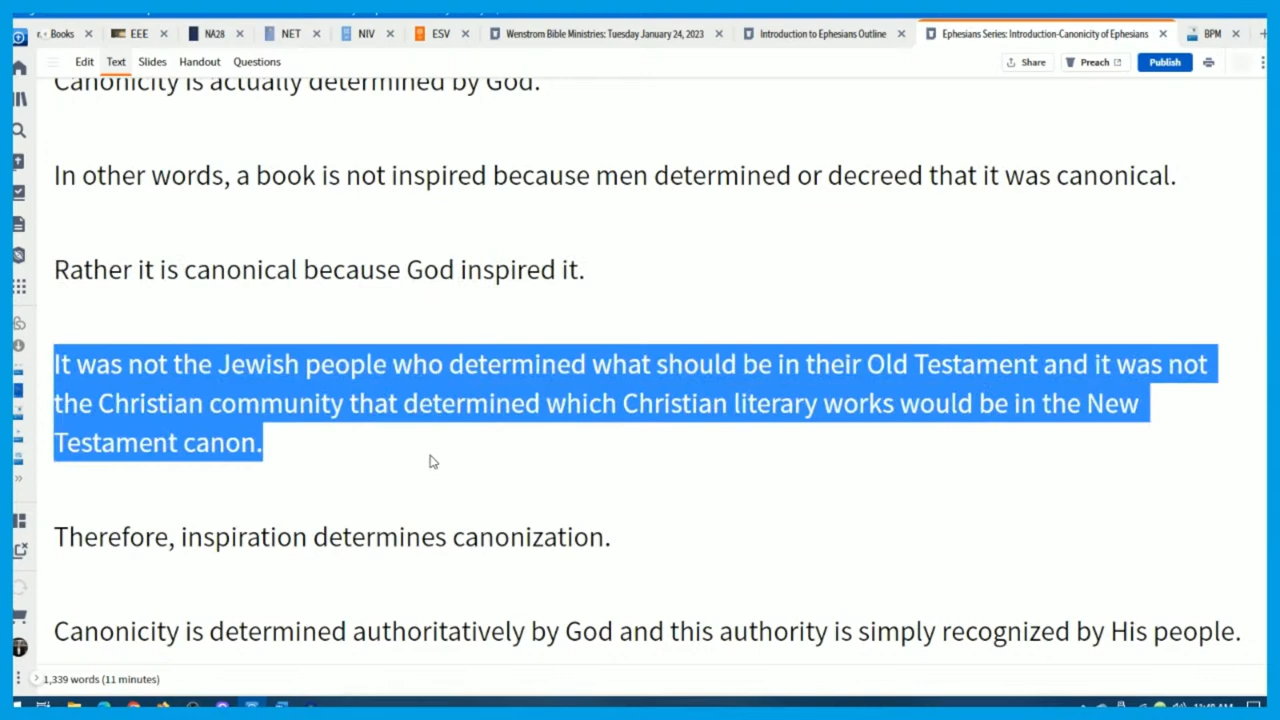 r. Books
EEE
NA28
NET
NIV
ESV
Wenstrom Bible Ministries: Tuesday January 24, 2023
Introduction to Ephesians Outline
Ephesians Series: Introduction-Canonicity of Ephesians
BPM
Edit
Text
Slides
Handout
Questions
Share
Preach
Publish
Canonicity is actually determined by God.
In other words, a book is not inspired because men determined or decreed that it was canonical.
Rather it is canonical because God inspired it.
It was not the Jewish people who determined what should be in their Old Testament and it was not
the Christian community that determined which Christian literary works would be in the New
Testament canon.
Therefore, inspiration determines canonization.
Canonicity is determined authoritatively by God and this authority is simply recognized by His people.
1,339 words (11 minutes)